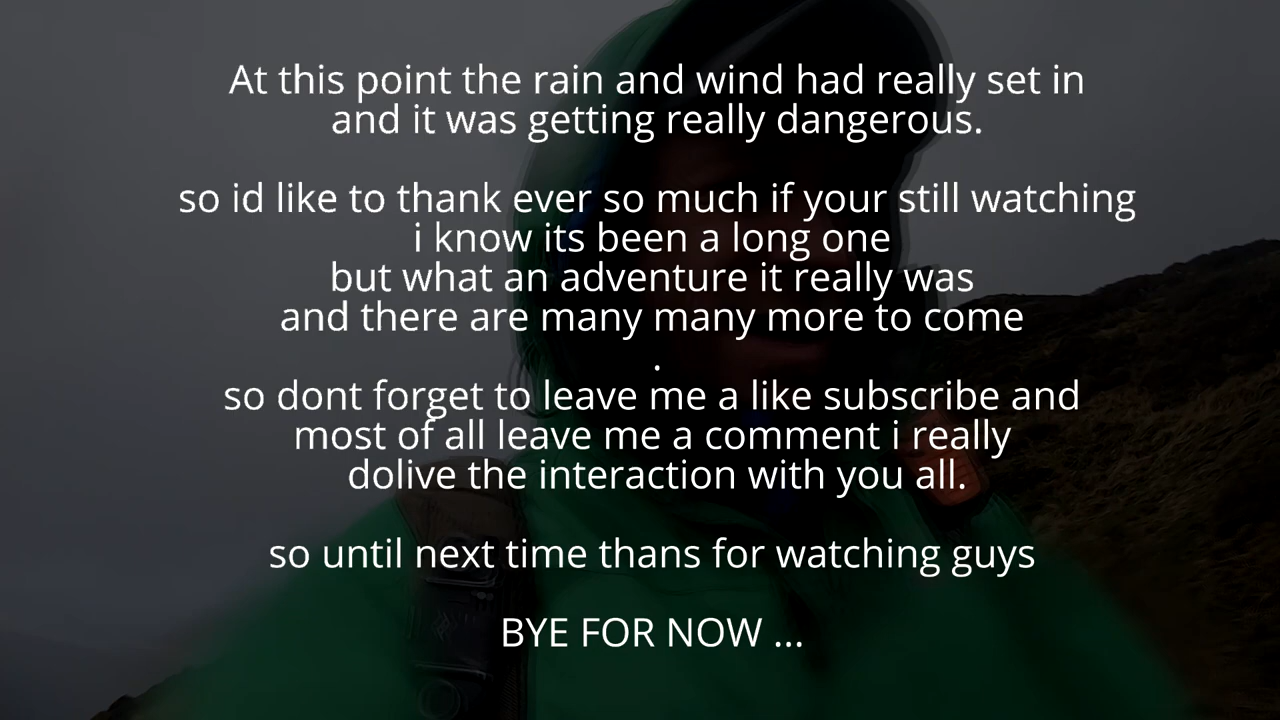 At this point the rain and wind had really set in
and it was getting really dangerous.
so id like to thank ever so much if your still watching
i know its been a long one
but what an adventure it really was
and there are many many more to come
.
so dont forget to leave me a like subscribe and
most of all leave me a comment i really
dolive the interaction with you all.
so until next time thans for watching guys
BYE FOR NOW ...